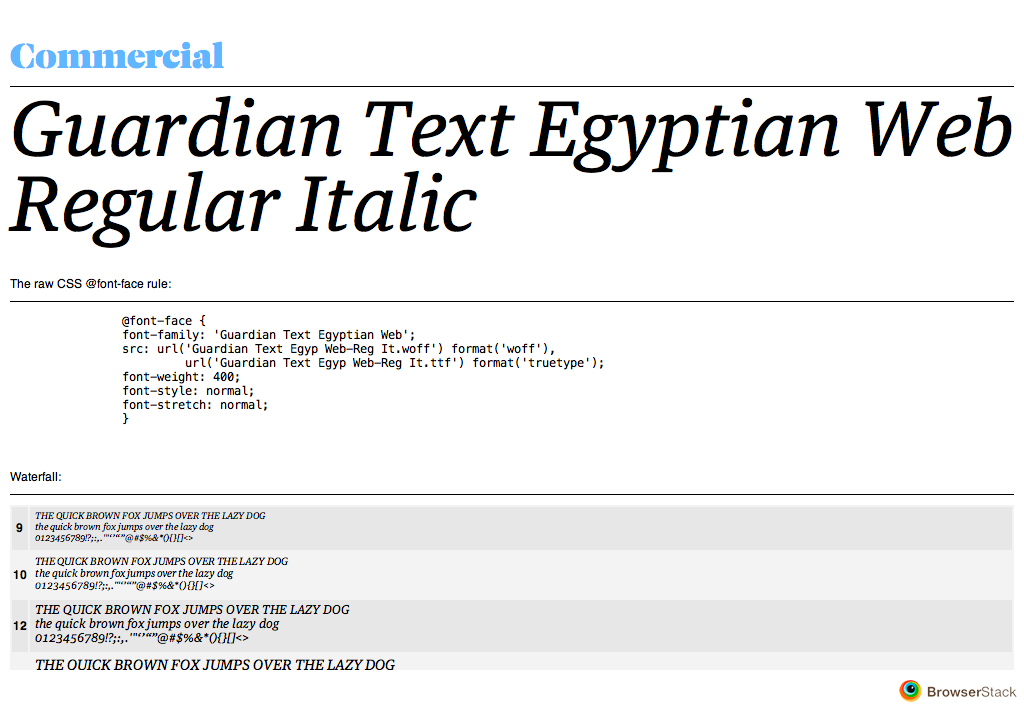 Commercial
Guardian Text Egyptian Web
Regular Italic
The raw CSS @font-face rule:
@font-face {
font-family: 'Guardian Text Egyptian Web';
src: url('Guardian Text Egyp Web-Reg It.woff') format('woff'),
url('Guardian Text Egyp Web-Reg It.ttf') format('truetype');
font-weight: 400;
font-style: normal;
font-stretch: normal;
}
Waterfall:
THE QUICK BROWN FOX JUMPS OVER THE LAZY DOG
9 the quick brown fox jumps over the lazy dog
0123456789!?;:,.'"‘’“”@#$%&*(){}[]<>
THE QUICK BROWN FOX JUMPS OVER THE LAZY DOG
10 the quick brown fox jumps over the lazy dog
0123456789!?;:,.'"‘’“”@#$%&*(){}[]<>
THE QUICK BROWN FOX JUMPS OVER THE LAZY DOG
12 the quick brown fox jumps over the lazy dog
0123456789!?;:,.'"‘’“”@#$%&*(){}[]<>
THE QUICK BROWN FOX JUMPS OVER THE LAZY DOG
BrowserStack